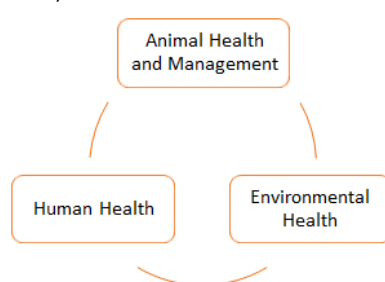 Animal Health
and Management
Human Health
Environmental
Health